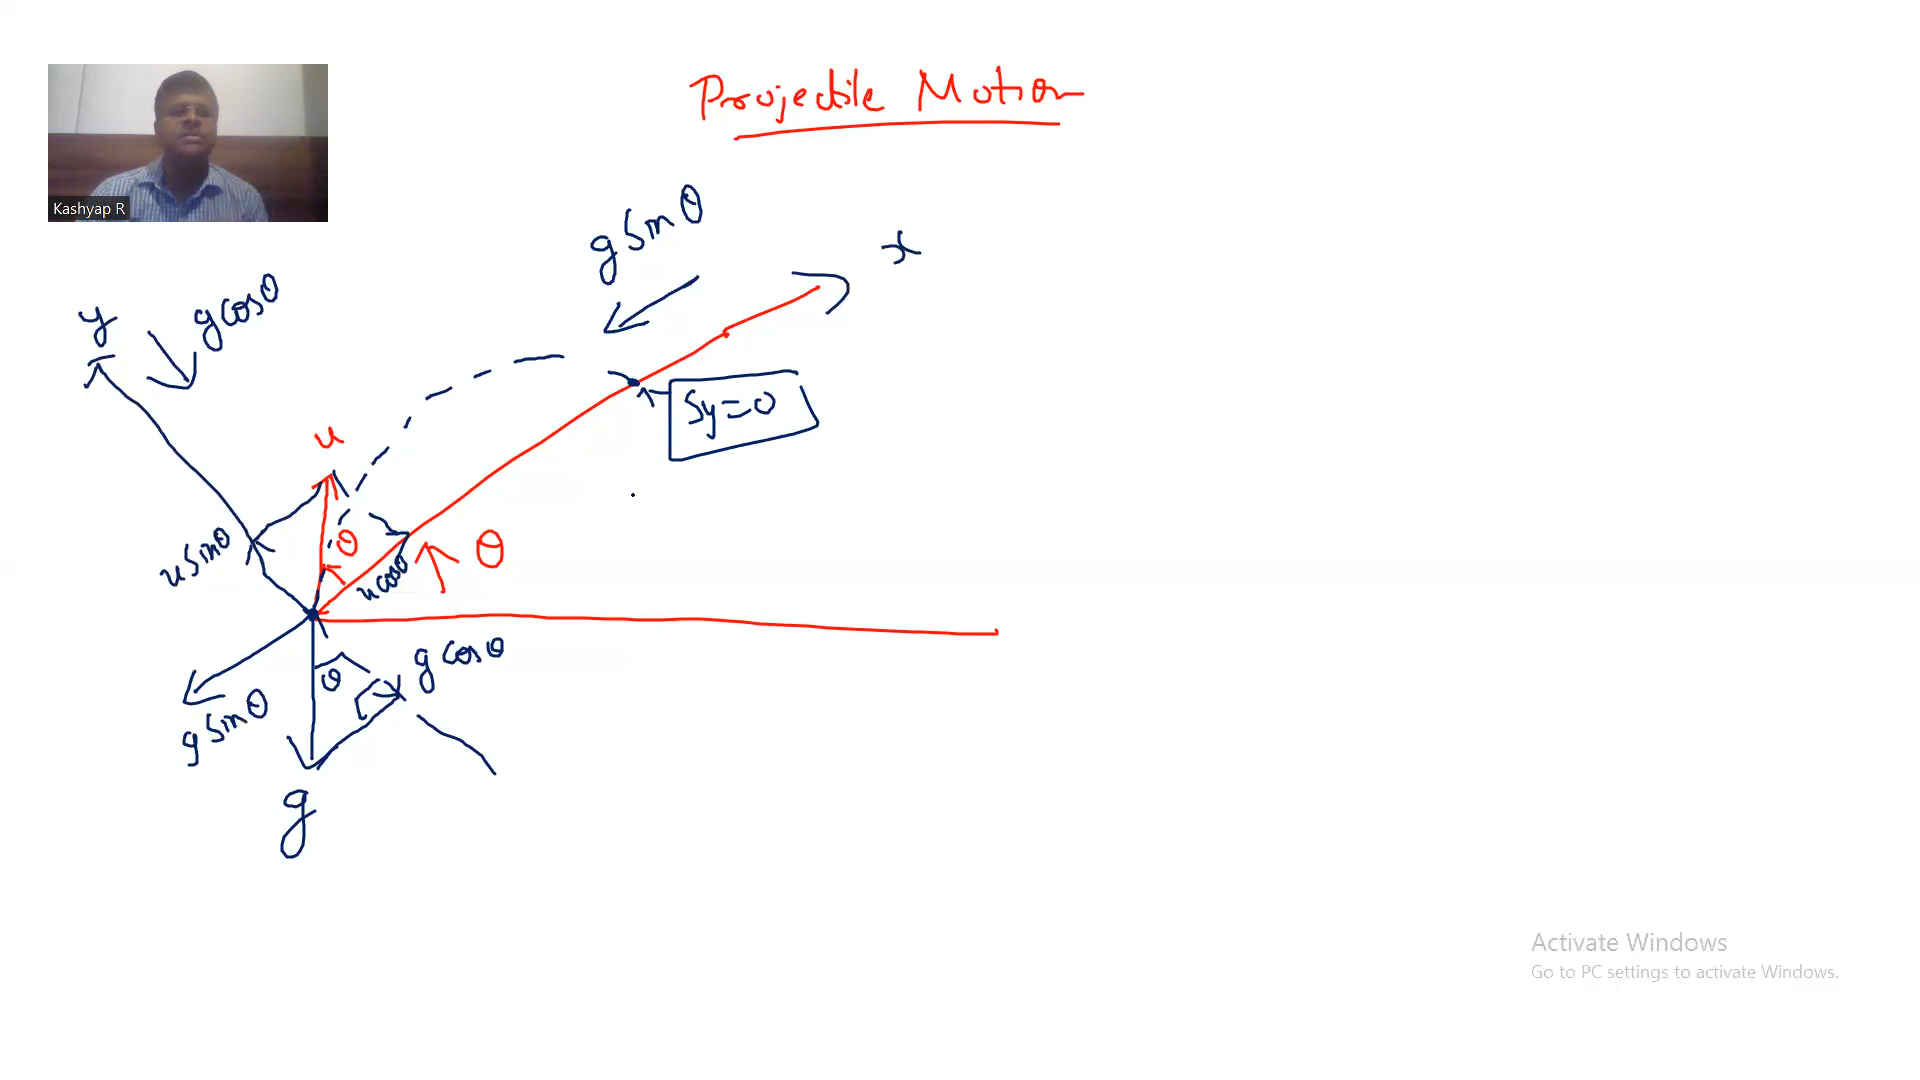 Projectile Motion
Kashyap R
g sin θ
x
y
g cos θ
Sy = 0
u
θ
u sin θ
u cos θ
θ
g cos θ
θ
g sin θ
g
Activate Windows
Go to PC settings to activate Windows.